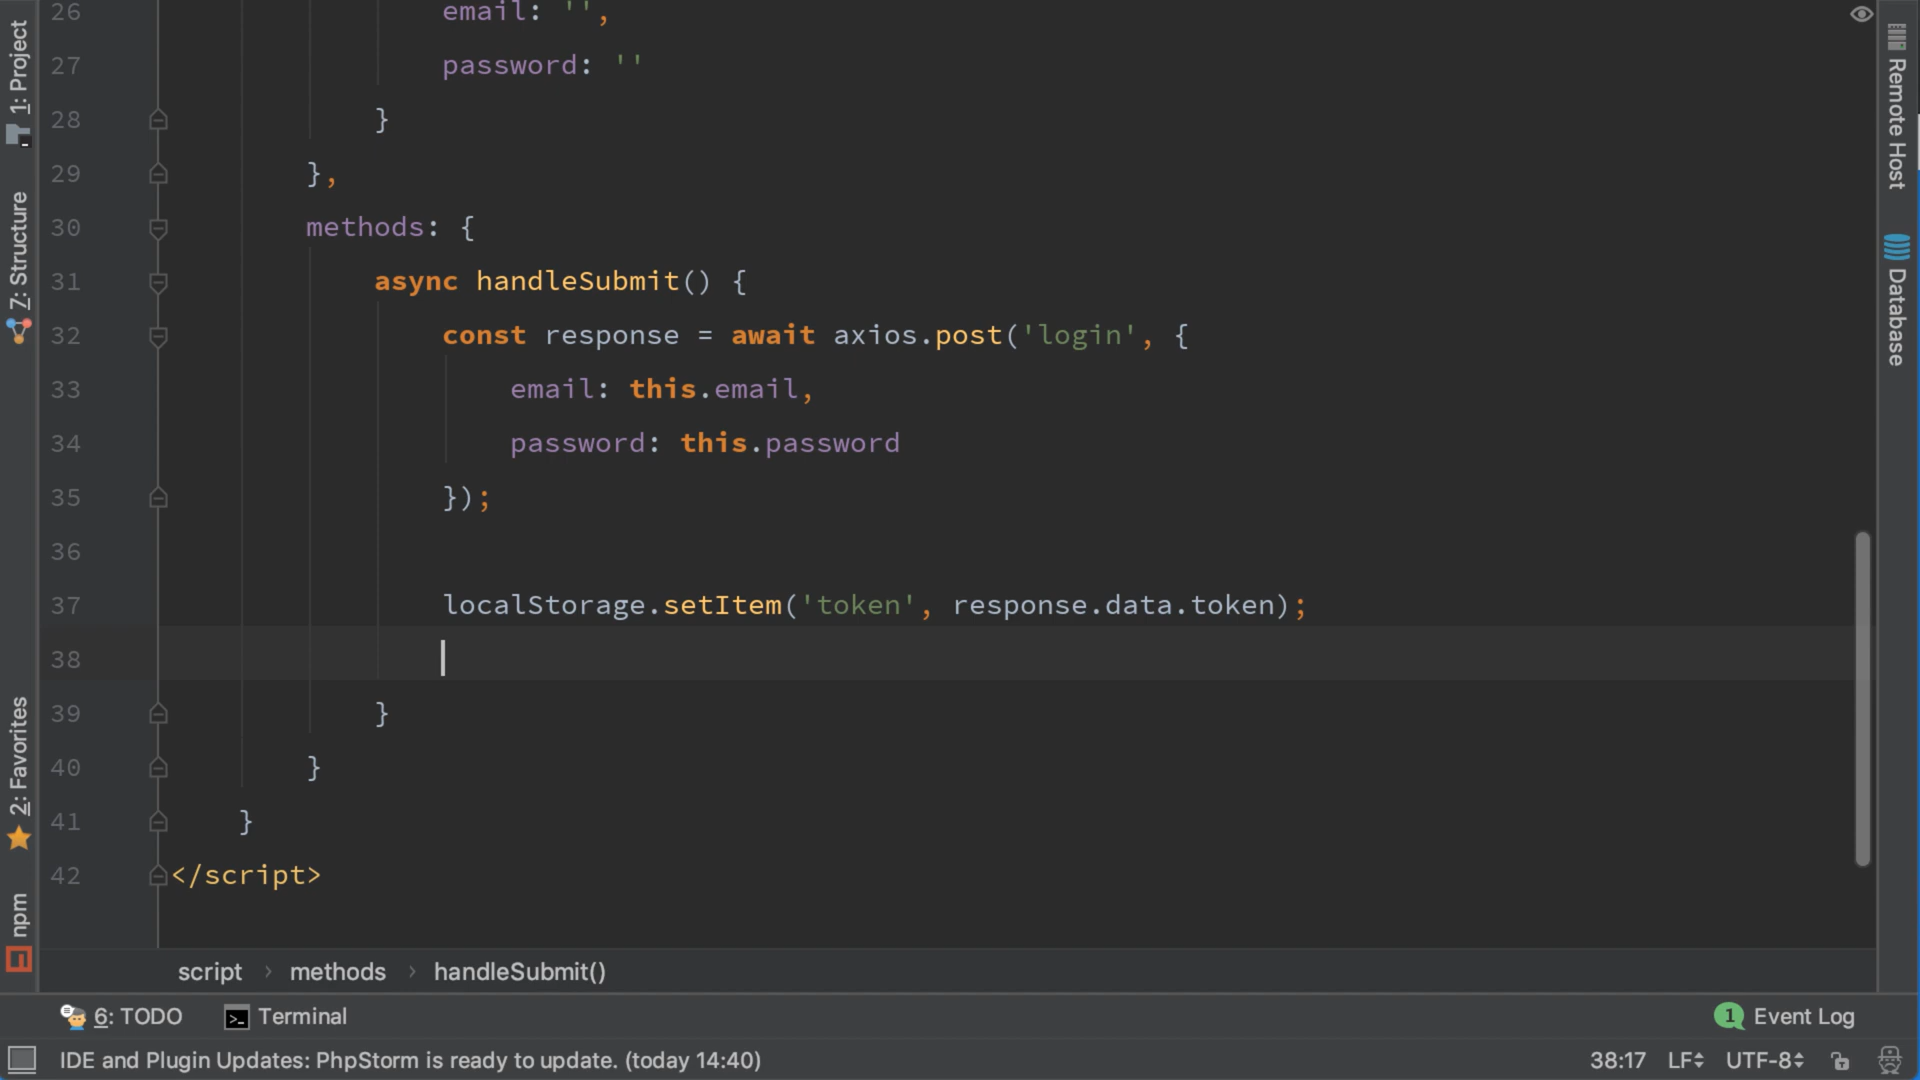 26 email: '',
27 password: ''
28 }
29 },
30 methods: {
31 async handleSubmit() {
32 const response = await axios.post('login', {
33 email: this.email,
34 password: this.password
35 });
36
37 localStorage.setItem('token', response.data.token);
38
39 }
40 }
41 }
42 </script>
script › methods › handleSubmit()
6: TODO Terminal
1 Event Log
IDE and Plugin Updates: PhpStorm is ready to update. (today 14:40)
38:17 LF UTF-8
1: Project
Z: Structure
2: Favorites
npm
Remote Host
Database